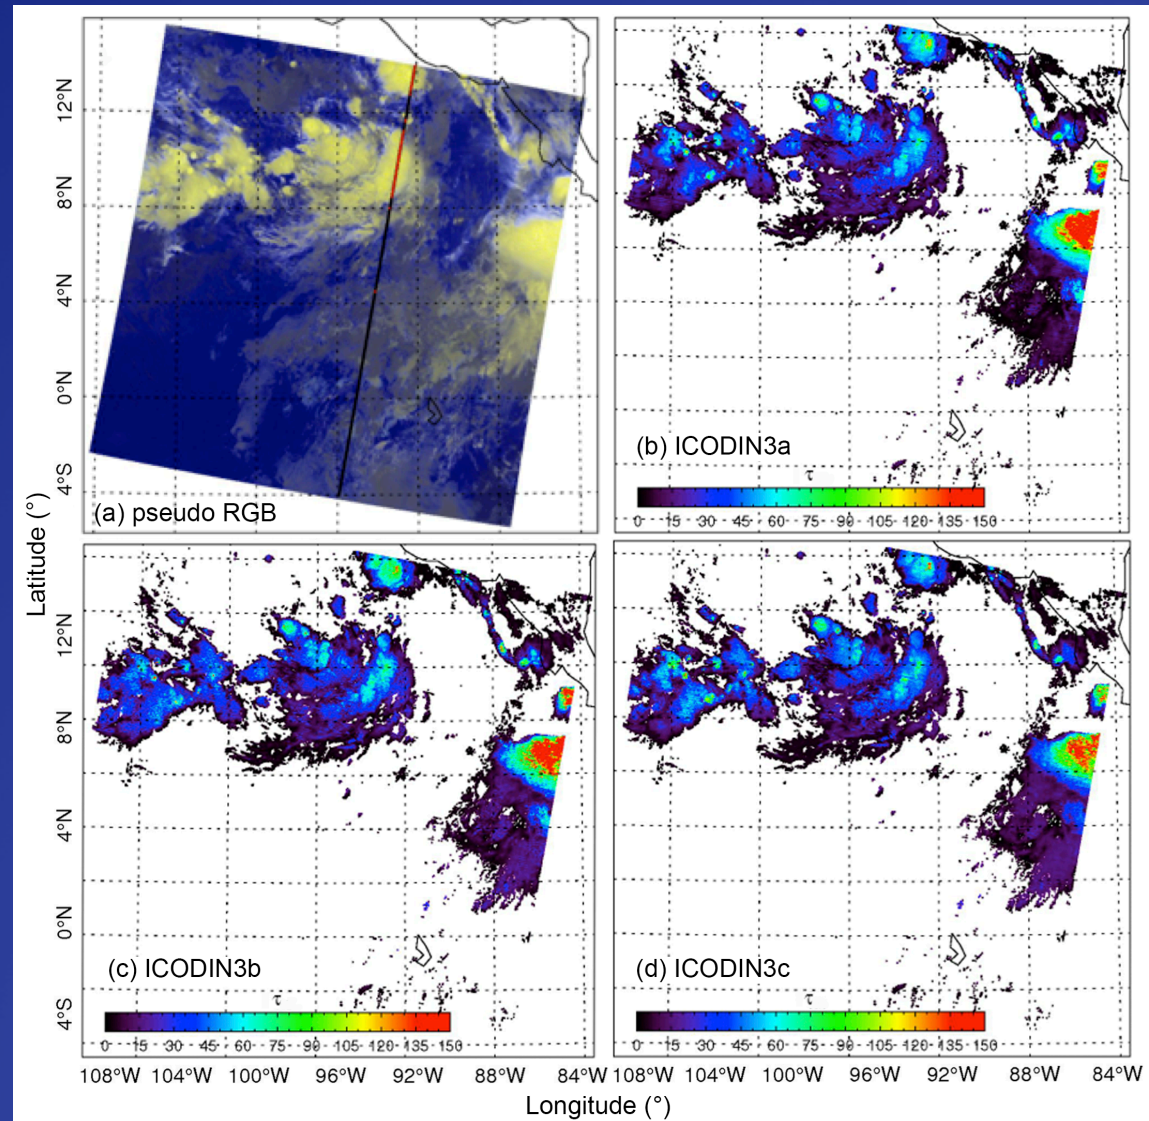 12°N
8°N
4°N
0°N
4°S
(a) pseudo RGB
(b) ICODIN3a
τ
0 15 30 45 60 75 90 105 120 135 150
Latitude (°)
12°N
8°N
4°N
0°N
4°S
(c) ICODIN3b
τ
0 15 30 45 60 75 90 105 120 135 150
(d) ICODIN3c
τ
0 15 30 45 60 75 90 105 120 135 150
108°W 104°W 100°W 96°W 92°W 88°W 84°W
108°W 104°W 100°W 96°W 92°W 88°W 84°W
Longitude (°)